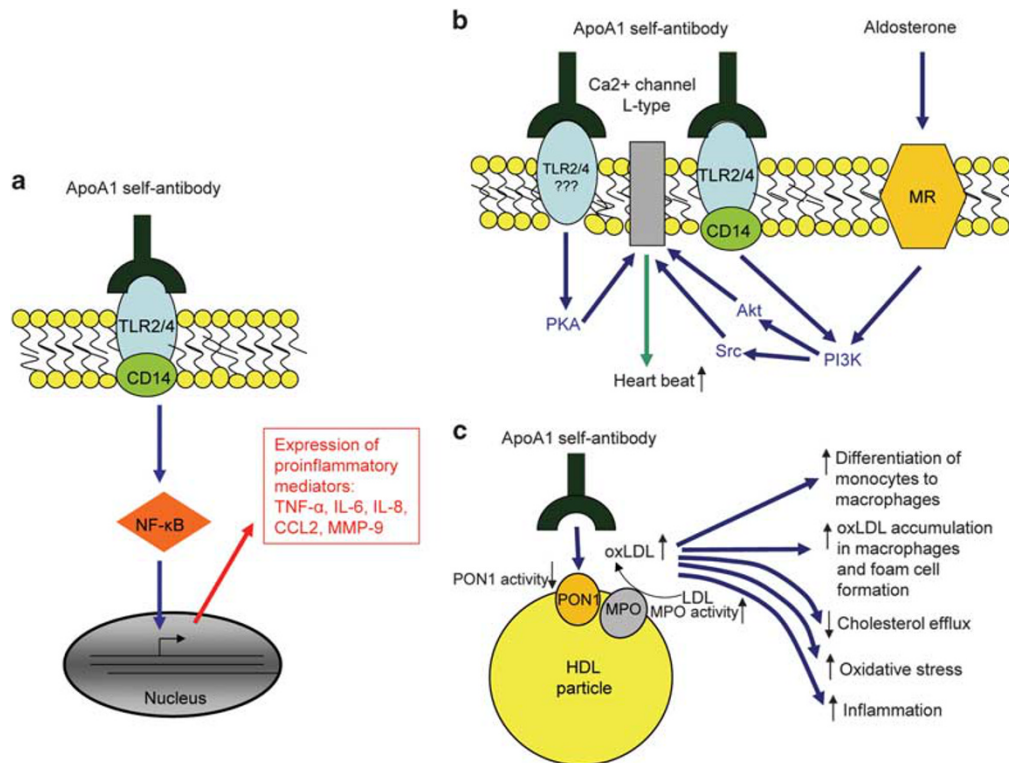 a
ApoA1 self-antibody
TLR2/4
CD14
NF-κB
Expression of
proinflammatory
mediators:
TNF-α, IL-6, IL-8,
CCL2, MMP-9
Nucleus
b
ApoA1 self-antibody
Aldosterone
Ca2+ channel
L-type
TLR2/4
???
TLR2/4
CD14
MR
PKA
Akt
Src
PI3K
Heart beat
c
ApoA1 self-antibody
oxLDL
PON1 activity
PON1
MPO
LDL
MPO activity
HDL
particle
Differentiation of
monocytes to
macrophages
oxLDL accumulation
in macrophages
and foam cell
formation
Cholesterol efflux
Oxidative stress
Inflammation